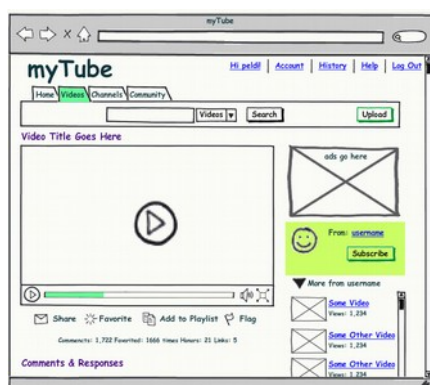 myTube
myTube
Hi peldi! Account History Help Log Out
Home Videos Channels Community
Videos Search Upload
Video Title Goes Here
ads go here
From: username
Subscribe
More from username
Some Video
Views: 1,234
Some Other Video
Views: 1,234
Some Other Video
Views: 1,234
Share Favorite Add to Playlist Flag
Comments: 1,722 Favorited: 1666 times Honors: 21 Links: 5
Comments & Responses